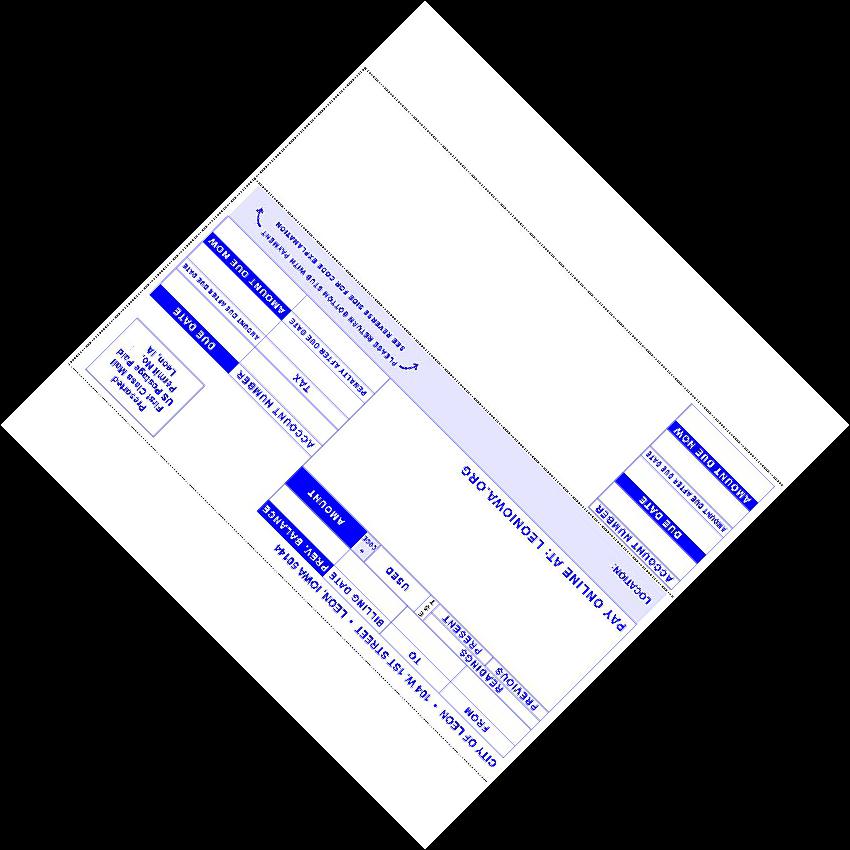 CITY OF LEON • 104 W. 1ST STREET • LEON, IOWA 50144
Presorted
First Class Mail
US Postage Paid
Permit No.
Leon, IA
FROM
TO
BILLING DATE
PREV. BALANCE
ACCOUNT NUMBER
DUE DATE
READINGS
PREVIOUS
PRESENT
USED
CODE
AMOUNT
TAX
AMOUNT DUE AFTER DUE DATE
PENALTY AFTER DUE DATE
AMOUNT DUE NOW
PAY ONLINE AT: LEONIOWA.ORG
LOCATION:
PLEASE RETURN BOTTOM STUB WITH PAYMENT
SEE REVERSE SIDE FOR CODE EXPLANATION
ACCOUNT NUMBER
DUE DATE
AMOUNT DUE AFTER DUE DATE
AMOUNT DUE NOW